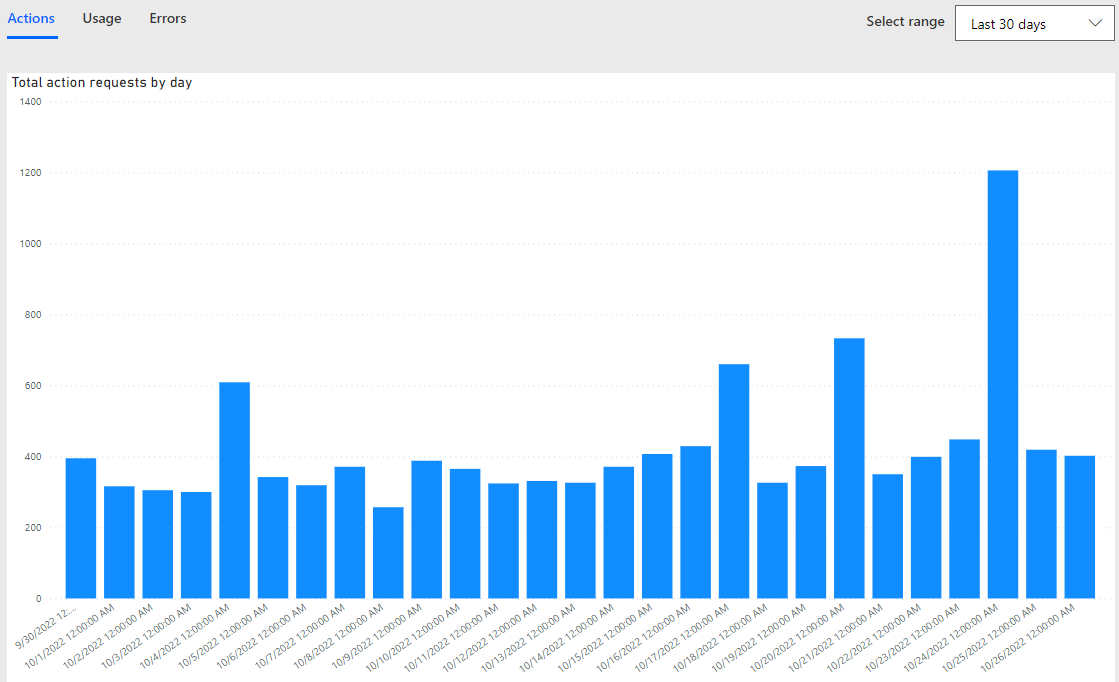 Actions Usage Errors Select range Last 30 days
Total action requests by day
1400
1200
1000
800
600
400
200
0
9/30/2022 12:...
10/1/2022 12:00:00 AM
10/2/2022 12:00:00 AM
10/3/2022 12:00:00 AM
10/4/2022 12:00:00 AM
10/5/2022 12:00:00 AM
10/6/2022 12:00:00 AM
10/7/2022 12:00:00 AM
10/8/2022 12:00:00 AM
10/9/2022 12:00:00 AM
10/10/2022 12:00:00 AM
10/11/2022 12:00:00 AM
10/12/2022 12:00:00 AM
10/13/2022 12:00:00 AM
10/14/2022 12:00:00 AM
10/15/2022 12:00:00 AM
10/16/2022 12:00:00 AM
10/17/2022 12:00:00 AM
10/18/2022 12:00:00 AM
10/19/2022 12:00:00 AM
10/20/2022 12:00:00 AM
10/21/2022 12:00:00 AM
10/22/2022 12:00:00 AM
10/23/2022 12:00:00 AM
10/24/2022 12:00:00 AM
10/25/2022 12:00:00 AM
10/26/2022 12:00:00 AM